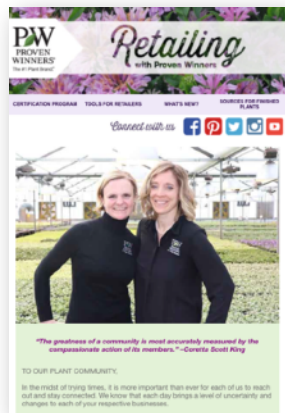 PW
PROVEN
WINNERS®
The #1 Plant Brand®
Retailing
with Proven Winners
CERTIFICATION PROGRAM TOOLS FOR RETAILERS WHAT'S NEW? SOURCES FOR FINISHED
PLANTS
Connect with us
"The greatness of a community is most accurately measured by the
compassionate action of its members." ~Coretta Scott King
TO OUR PLANT COMMUNITY,
In the midst of trying times, it is more important than ever for each of us to reach
out and stay connected. We know that each day brings a level of uncertainty and
changes to each of your respective businesses.